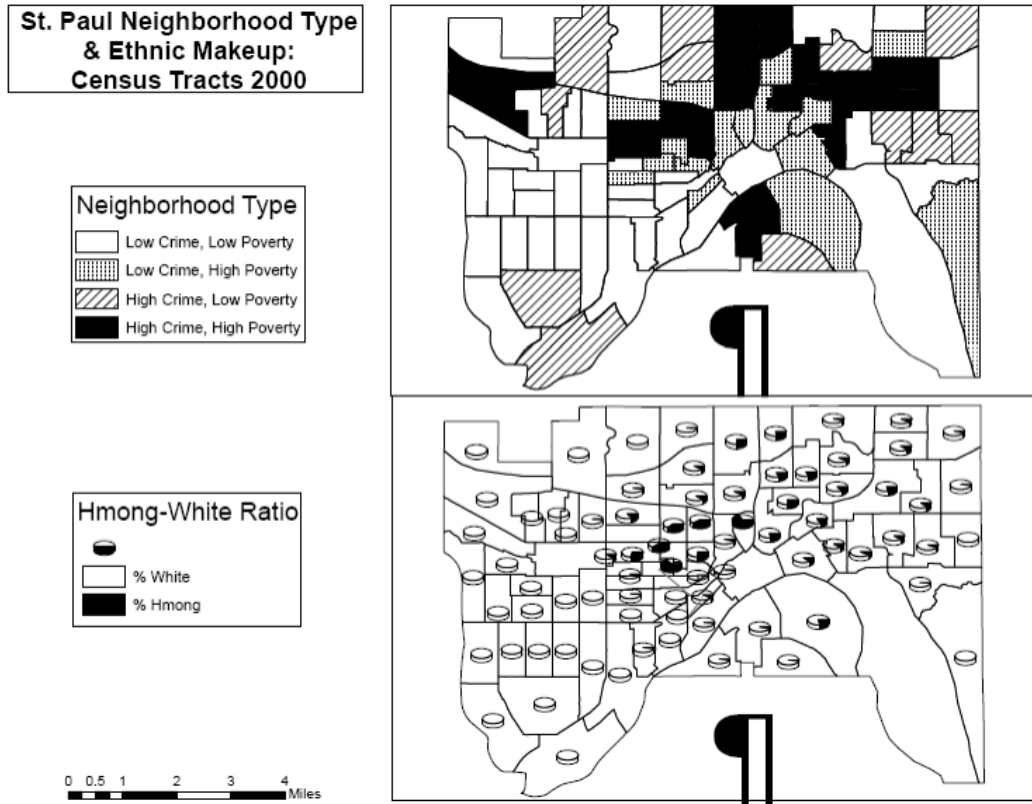 St. Paul Neighborhood Type
& Ethnic Makeup:
Census Tracts 2000
Neighborhood Type
Low Crime, Low Poverty
Low Crime, High Poverty
High Crime, Low Poverty
High Crime, High Poverty
Hmong-White Ratio
% White
% Hmong
0 0.5 1 2 3 4
Miles